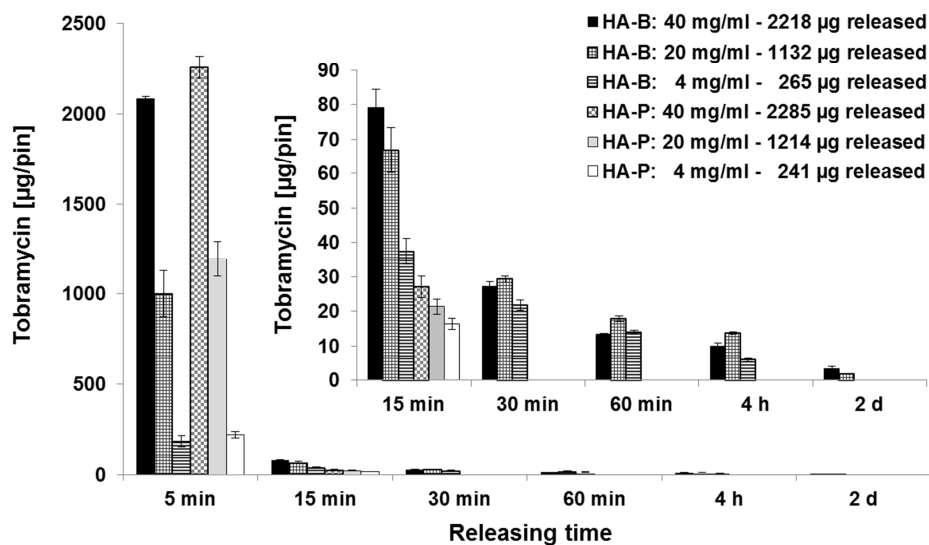 HA-B: 40 mg/ml - 2218 µg released
HA-B: 20 mg/ml - 1132 µg released
HA-B: 4 mg/ml - 265 µg released
HA-P: 40 mg/ml - 2285 µg released
HA-P: 20 mg/ml - 1214 µg released
HA-P: 4 mg/ml - 241 µg released
Tobramycin [µg/pin]
2500
2000
1500
1000
500
0
Tobramycin [µg/pin]
90
80
70
60
50
40
30
20
10
0
15 min 30 min 60 min 4 h 2 d
5 min 15 min 30 min 60 min 4 h 2 d
Releasing time